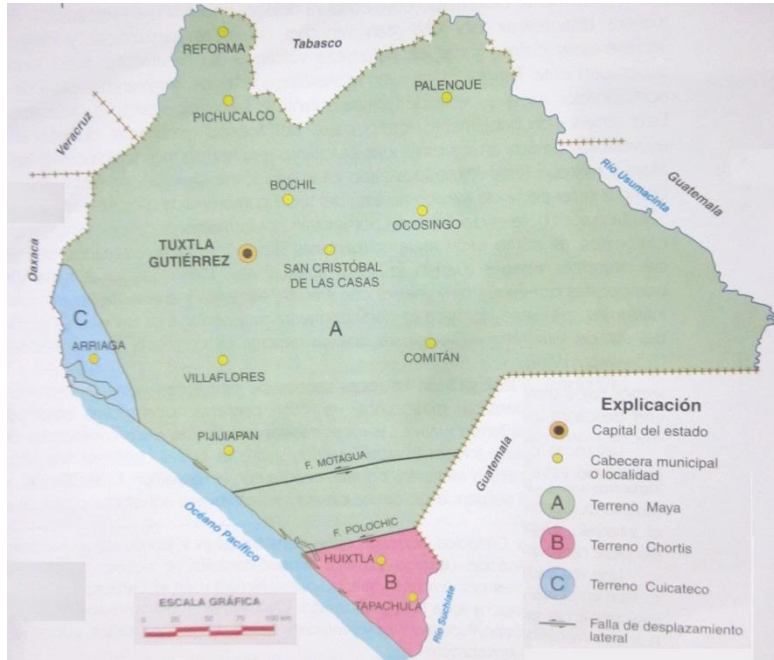 REFORMA
Tabasco
PALENQUE
Veracruz
PICHUCALCO
Río Usumacinta
Guatemala
BOCHIL
OCOSINGO
Oaxaca
TUXTLA
GUTIÉRREZ
SAN CRISTÓBAL
DE LAS CASAS
C
A
ARRIAGA
COMITÁN
VILLAFLORES
PIJIJIAPAN
F. MOTAGUA
Guatemala
Océano Pacífico
F. POLOCHIC
HUIXTLA
B
TAPACHULA
Río Suchiate
ESCALA GRÁFICA
0 25 50 75 100 km
Explicación
Capital del estado
Cabecera municipal
o localidad
A Terreno Maya
B Terreno Chortis
C Terreno Cuicateco
Falla de desplazamiento
lateral